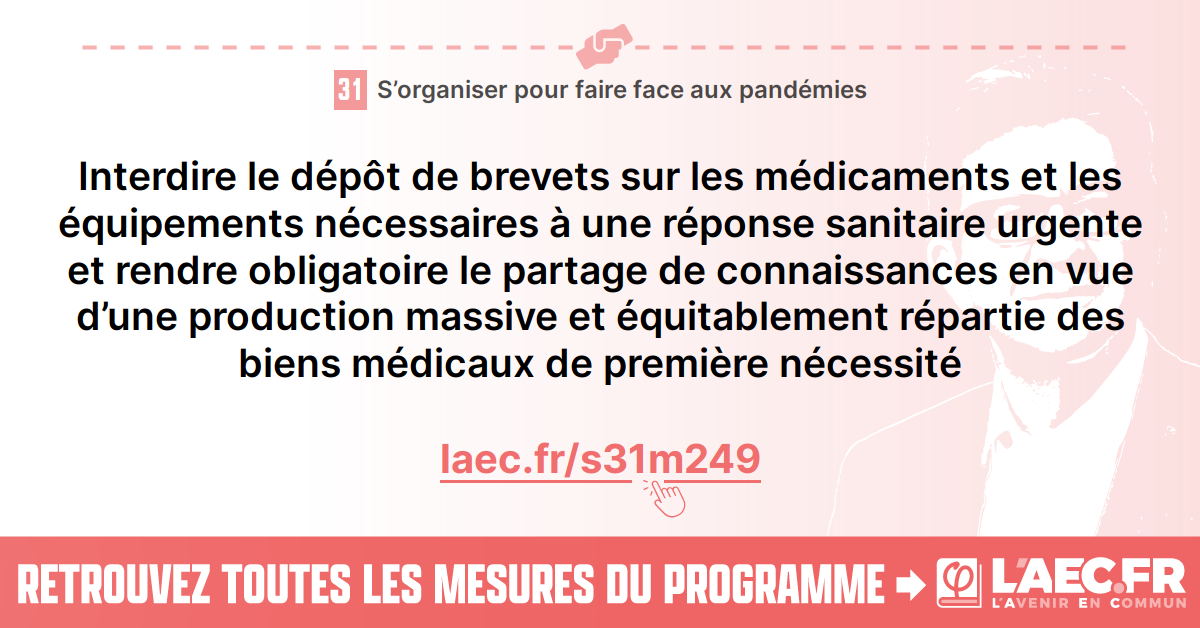 31 S’organiser pour faire face aux pandémies
Interdire le dépôt de brevets sur les médicaments et les
équipements nécessaires à une réponse sanitaire urgente
et rendre obligatoire le partage de connaissances en vue
d’une production massive et équitablement répartie des
biens médicaux de première nécessité
laec.fr/s31m249
RETROUVEZ TOUTES LES MESURES DU PROGRAMME
φ L'AEC.FR
L'AVENIR EN COMMUN